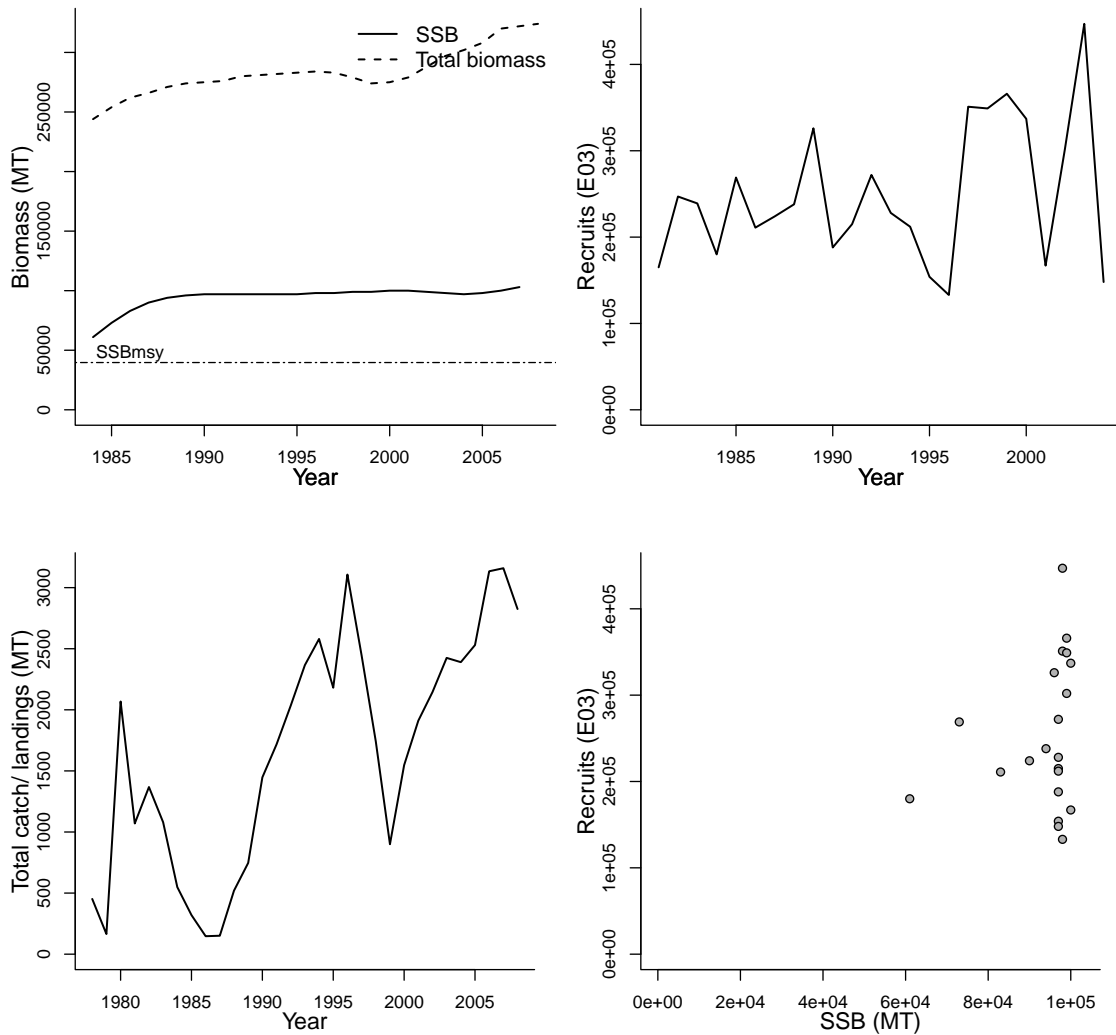 SSB
Total biomass
SSBmsy
Biomass (MT)
0
50000
150000
250000
1985
1990
1995
2000
2005
Year
Recruits (E03)
0e+00
1e+05
2e+05
3e+05
4e+05
1985
1990
1995
2000
Year
Total catch/ landings (MT)
0
500
1000
1500
2000
2500
3000
1980
1985
1990
1995
2000
2005
Year
Recruits (E03)
0e+00
1e+05
2e+05
3e+05
4e+05
0e+00
2e+04
4e+04
6e+04
8e+04
1e+05
SSB (MT)